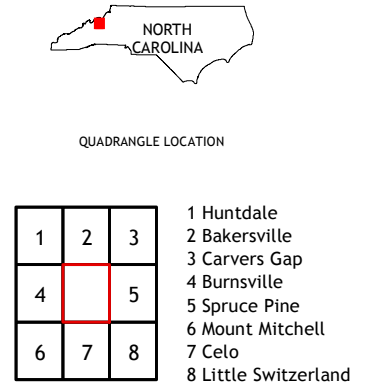 NORTH
CAROLINA
QUADRANGLE LOCATION
1 2 3
4 5
6 7 8
1 Huntdale
2 Bakersville
3 Carvers Gap
4 Burnsville
5 Spruce Pine
6 Mount Mitchell
7 Celo
8 Little Switzerland